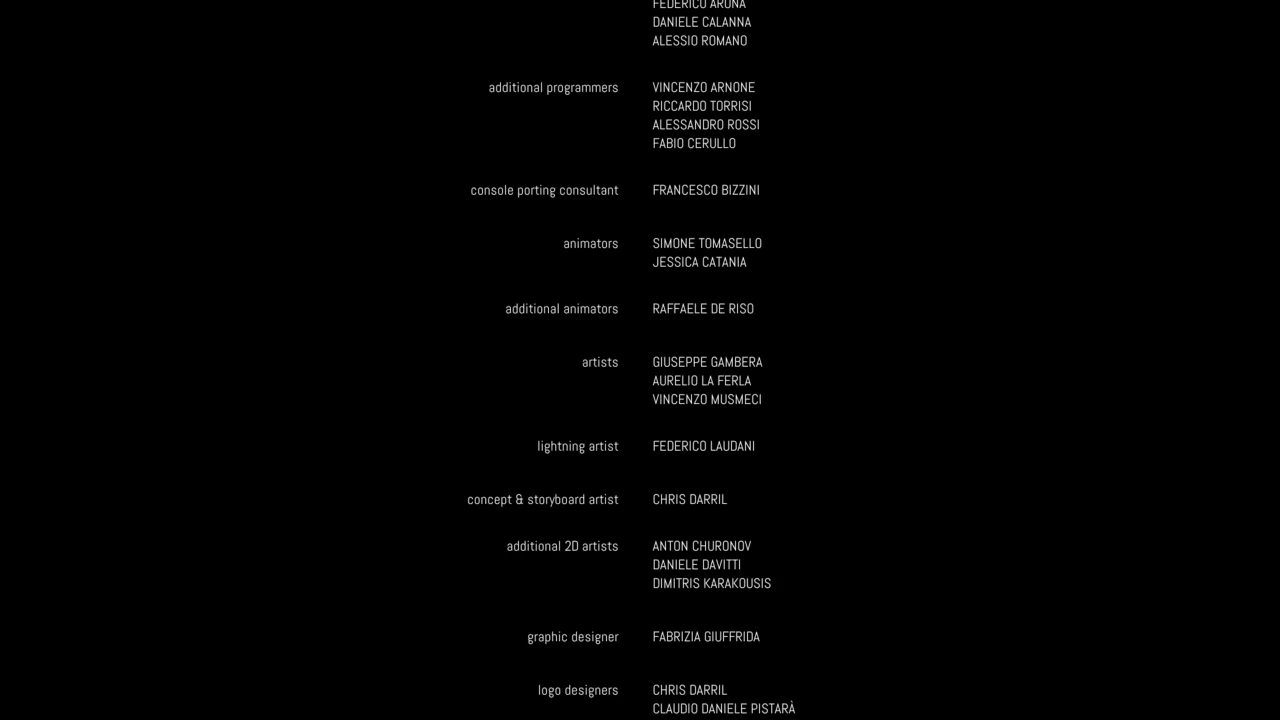 FEDERICO ARUNA
DANIELE CALANNA
ALESSIO ROMANO
additional programmers VINCENZO ARNONE
RICCARDO TORRISI
ALESSANDRO ROSSI
FABIO CERULLO
console porting consultant FRANCESCO BIZZINI
animators SIMONE TOMASELLO
JESSICA CATANIA
additional animators RAFFAELE DE RISO
artists GIUSEPPE GAMBERA
AURELIO LA FERLA
VINCENZO MUSMECI
lightning artist FEDERICO LAUDANI
concept & storyboard artist CHRIS DARRIL
additional 2D artists ANTON CHURONOV
DANIELE DAVITTI
DIMITRIS KARAKOUSIS
graphic designer FABRIZIA GIUFFRIDA
logo designers CHRIS DARRIL
CLAUDIO DANIELE PISTARÀ